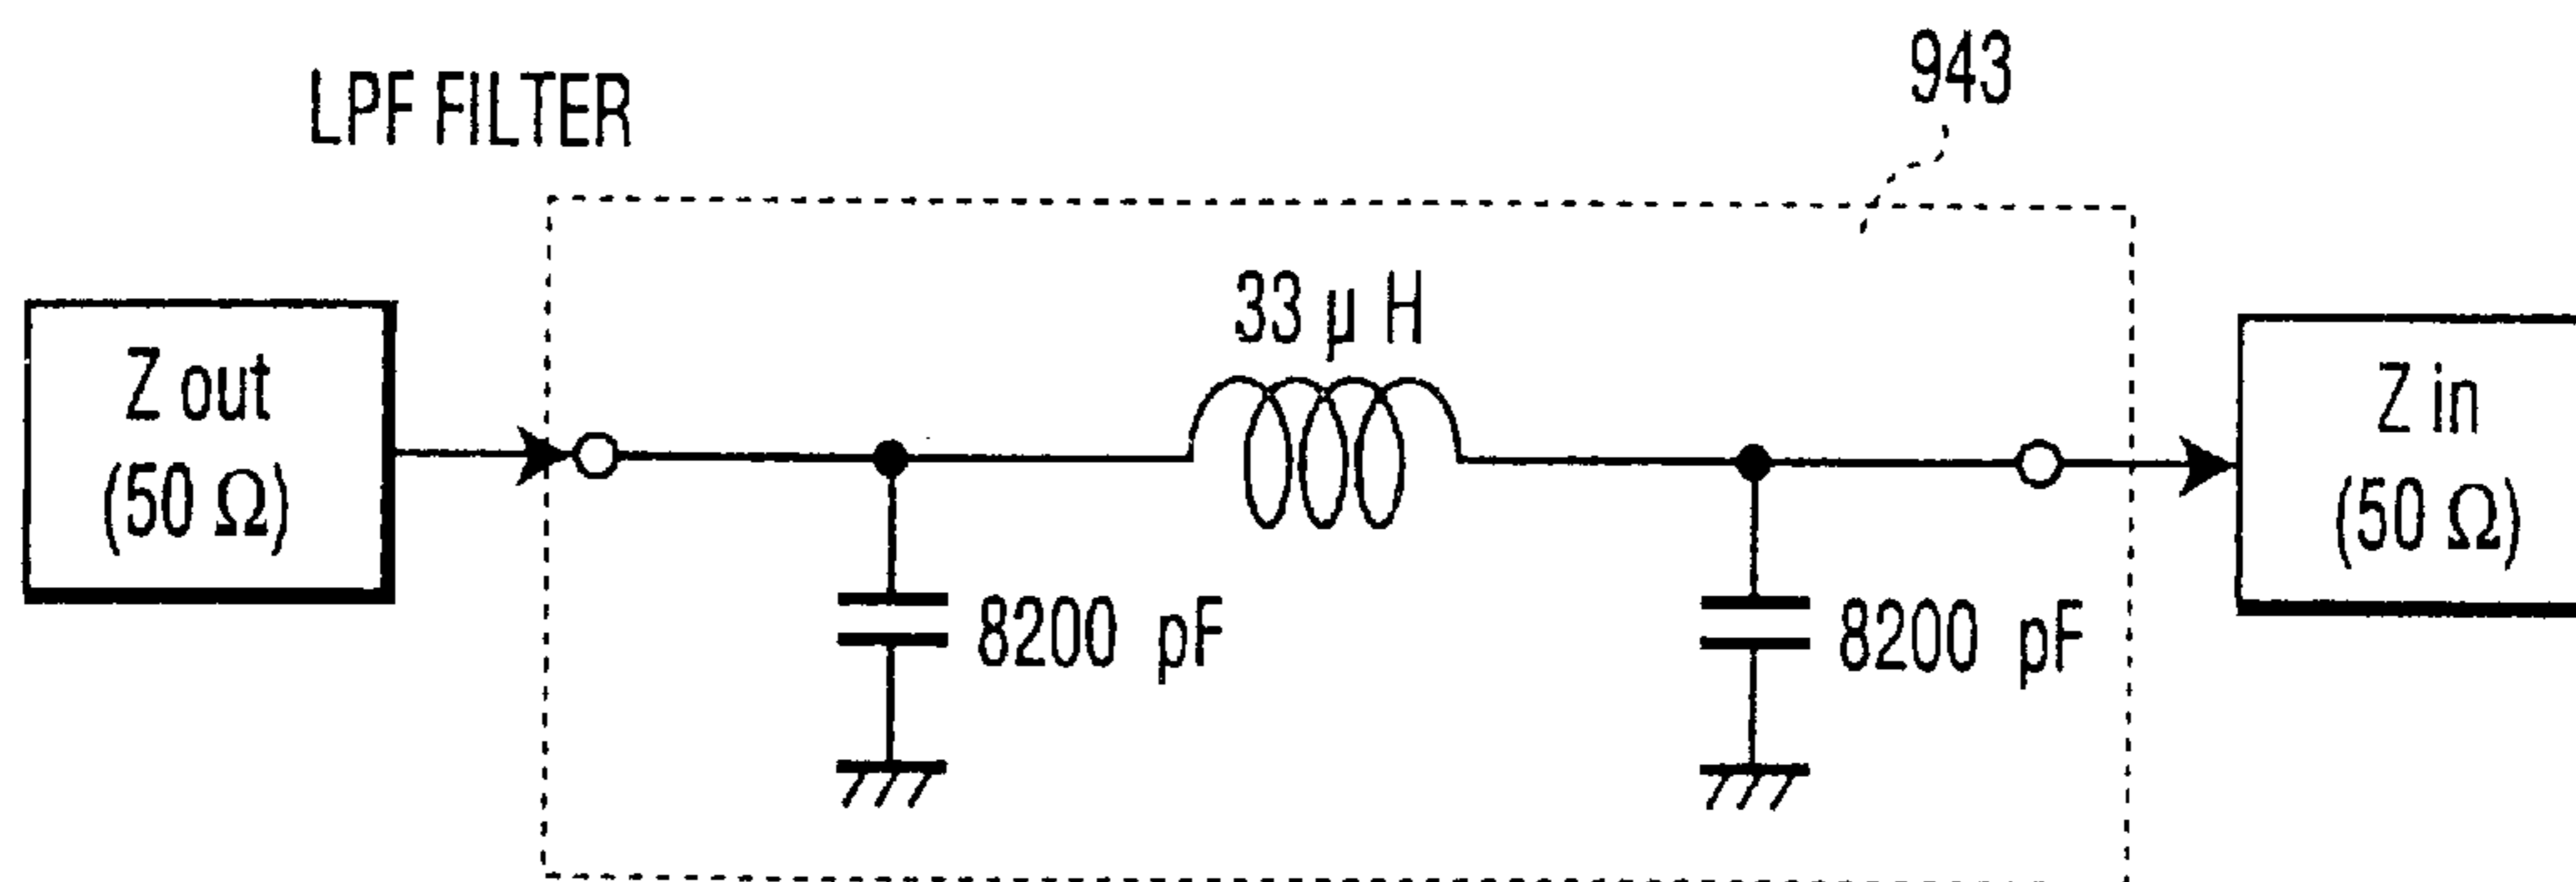 LPF FILTER
943
Z out
(50 Ω)
33 μ H
8200 pF
8200 pF
Z in
(50 Ω)